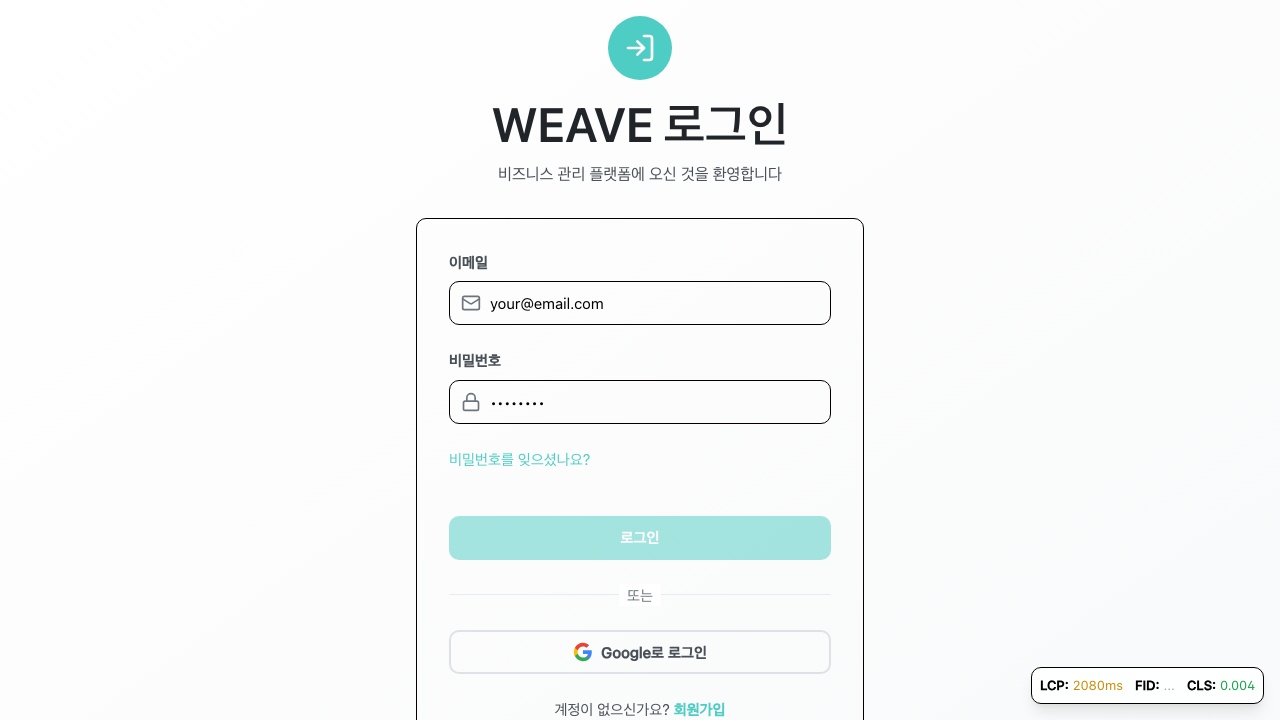 WEAVE 로그인
비즈니스 관리 플랫폼에 오신 것을 환영합니다
이메일
your@email.com
비밀번호
••••••••
비밀번호를 잊으셨나요?
로그인
또는
Google로 로그인
계정이 없으신가요? 회원가입
LCP: 2080ms FID: ... CLS: 0.004